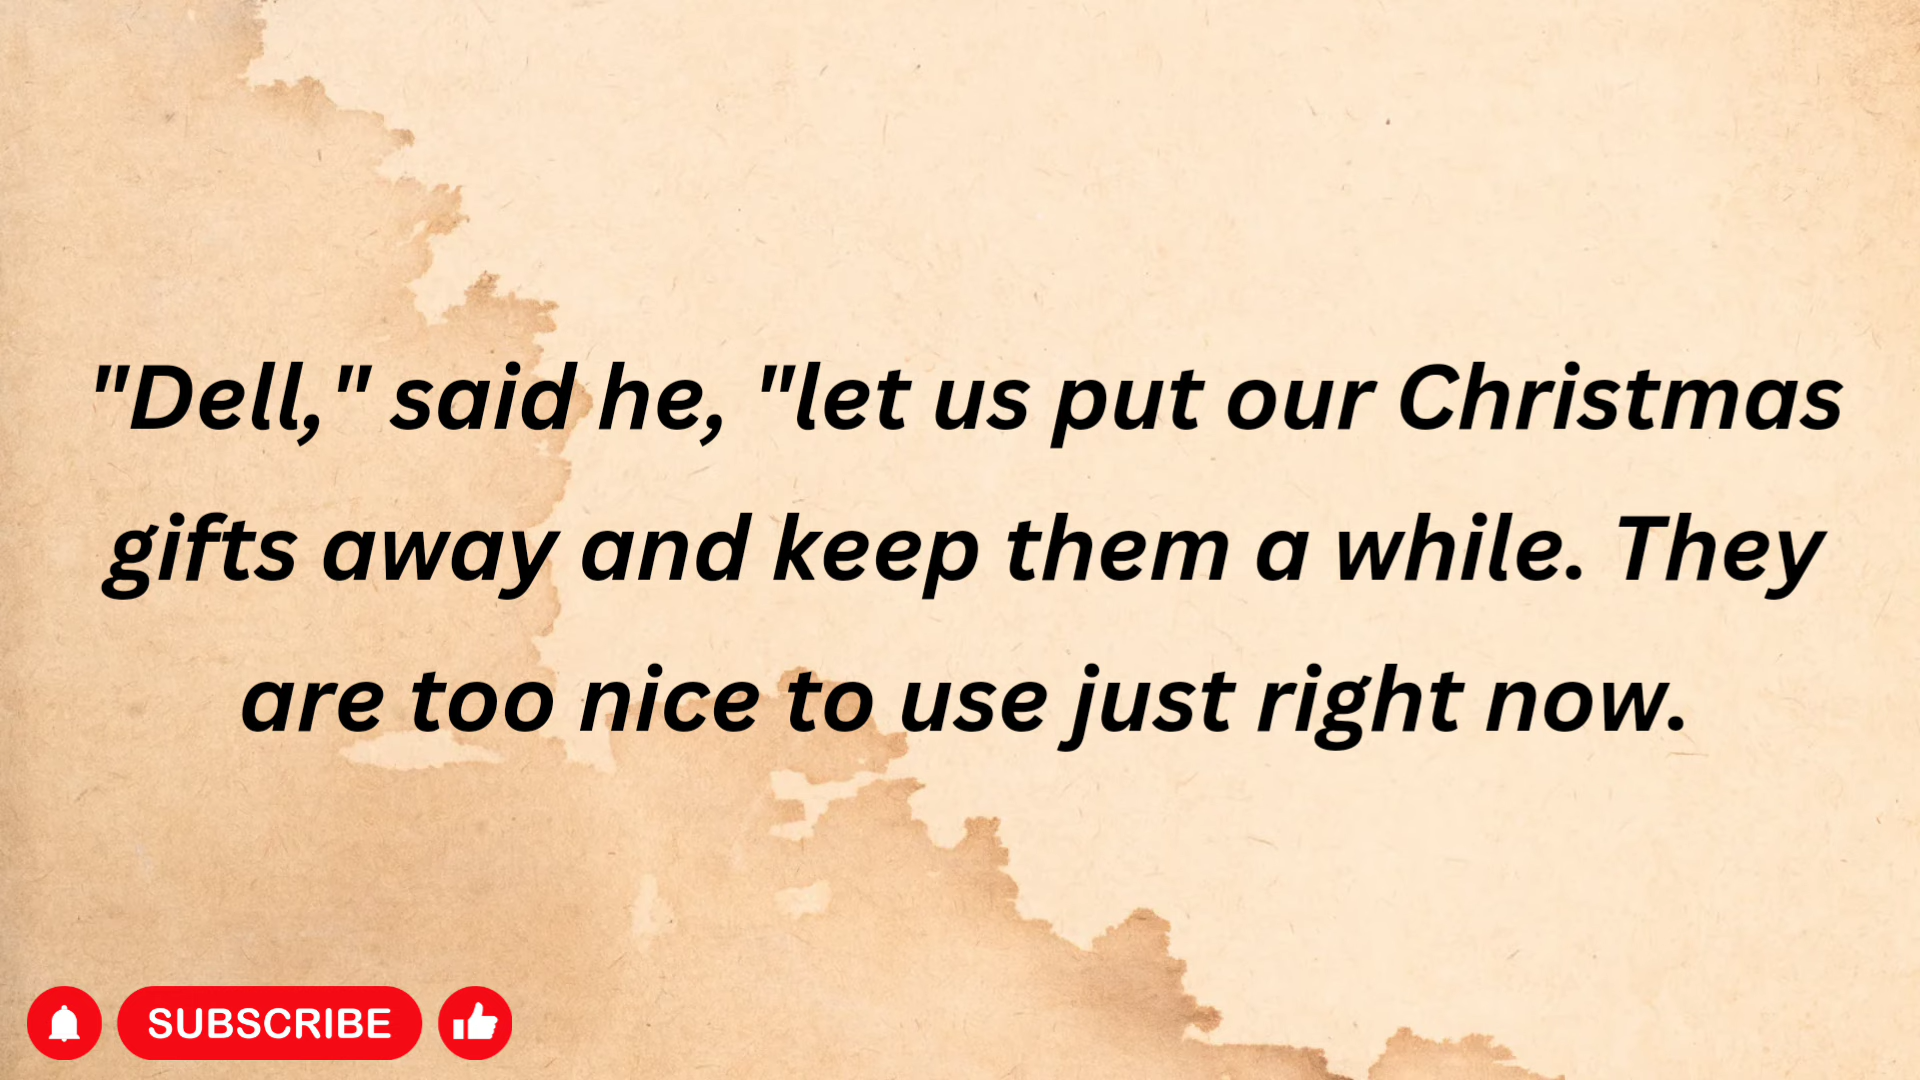 "Dell," said he, "let us put our Christmas
gifts away and keep them a while. They
are too nice to use just right now.
SUBSCRIBE